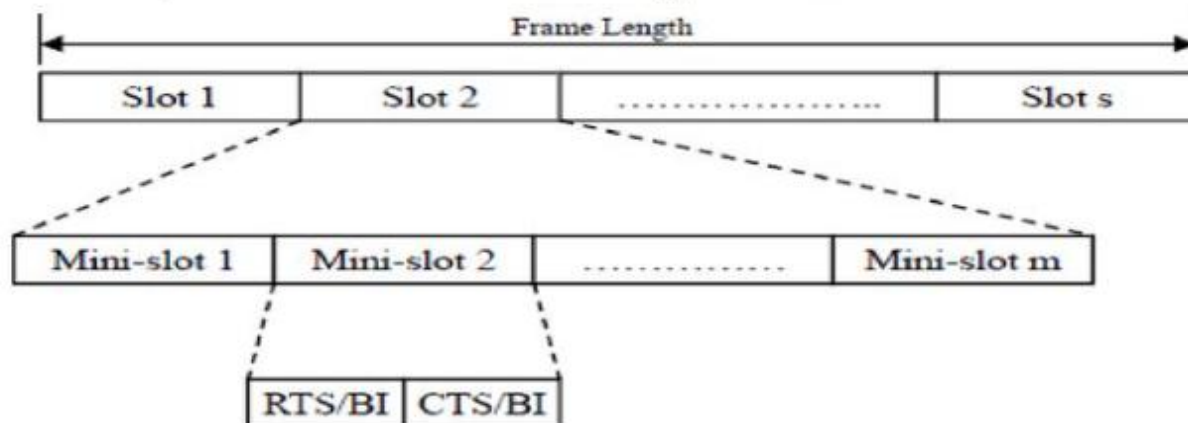 Frame Length
Slot 1 Slot 2 ...................... Slot s
Mini-slot 1 Mini-slot 2 ................ Mini-slot m
RTS/BI CTS/BI